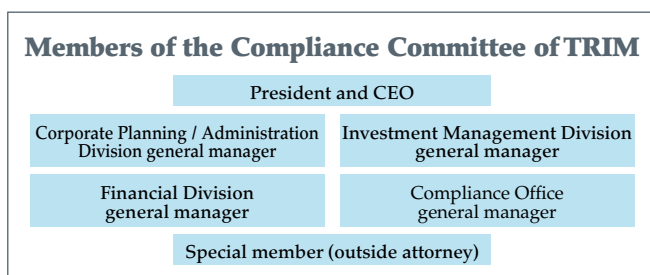 Members of the Compliance Committee of TRIM
President and CEO
Corporate Planning / Administration
Division general manager
Investment Management Division
general manager
Financial Division
general manager
Compliance Office
general manager
Special member (outside attorney)